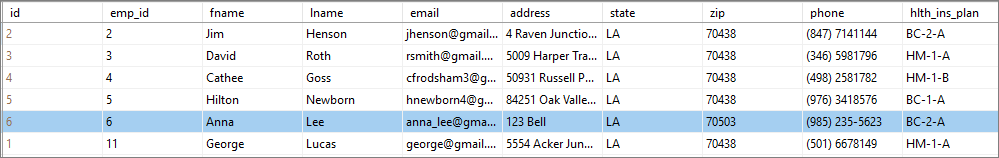 id emp_id fname lname email address state zip phone hlth_ins_plan
2 2 Jim Henson jhenson@gmail... 4 Raven Junctio... LA 70438 (847) 7141144 BC-2-A
3 3 David Roth rsmith@gmail.... 5009 Harper Tra... LA 70438 (346) 5981796 HM-1-A
4 4 Cathee Goss cfrodsham3@g... 50931 Russell P... LA 70438 (498) 2581782 HM-1-B
5 5 Hilton Newborn hnewborn4@g... 84251 Oak Valle... LA 70438 (976) 3418576 BC-1-A
6 6 Anna Lee anna_lee@gma... 123 Bell LA 70503 (985) 235-5623 BC-2-A
1 11 George Lucas george@gmail.... 5554 Acker Jun... LA 70438 (501) 6678149 HM-1-A